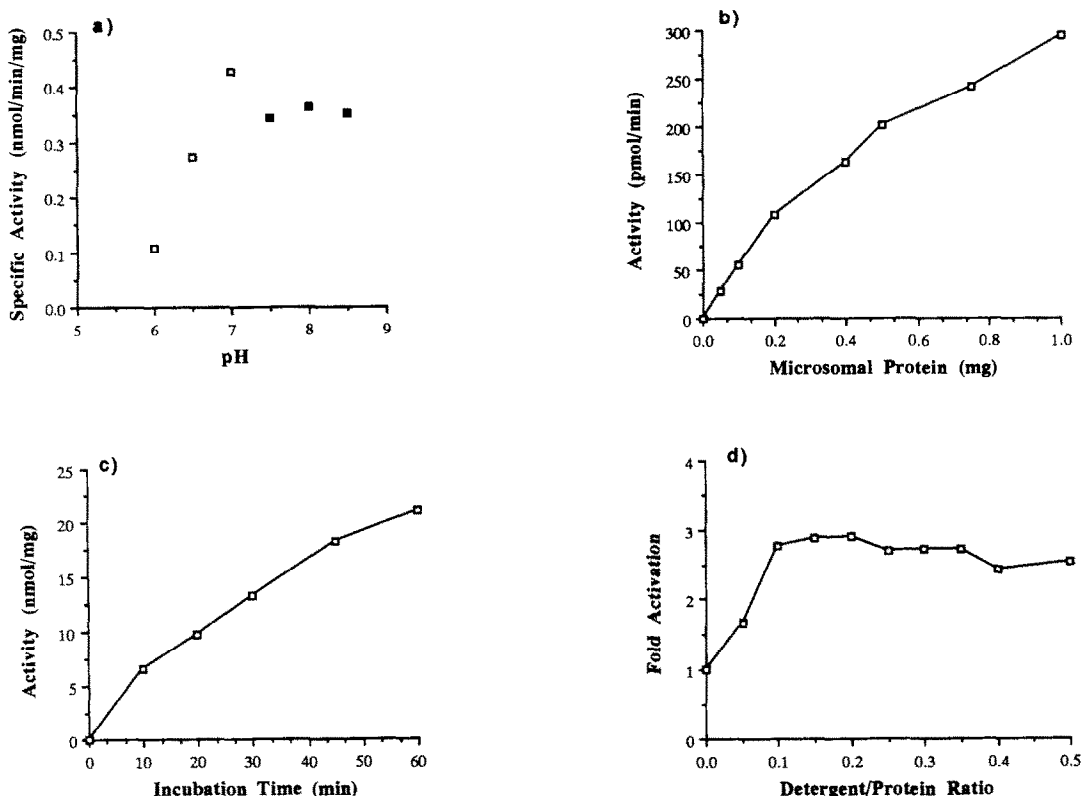 a)
Specific Activity (nmol/min/mg)
0.5
0.4
0.3
0.2
0.1
0.0
5 6 7 8 9
pH
b)
Activity (pmol/min)
300
250
200
150
100
50
0
0.0 0.2 0.4 0.6 0.8 1.0
Microsomal Protein (mg)
c)
Activity (nmol/mg)
25
20
15
10
5
0
0 10 20 30 40 50 60
Incubation Time (min)
d)
Fold Activation
4
3
2
1
0
0.0 0.1 0.2 0.3 0.4 0.5
Detergent/Protein Ratio